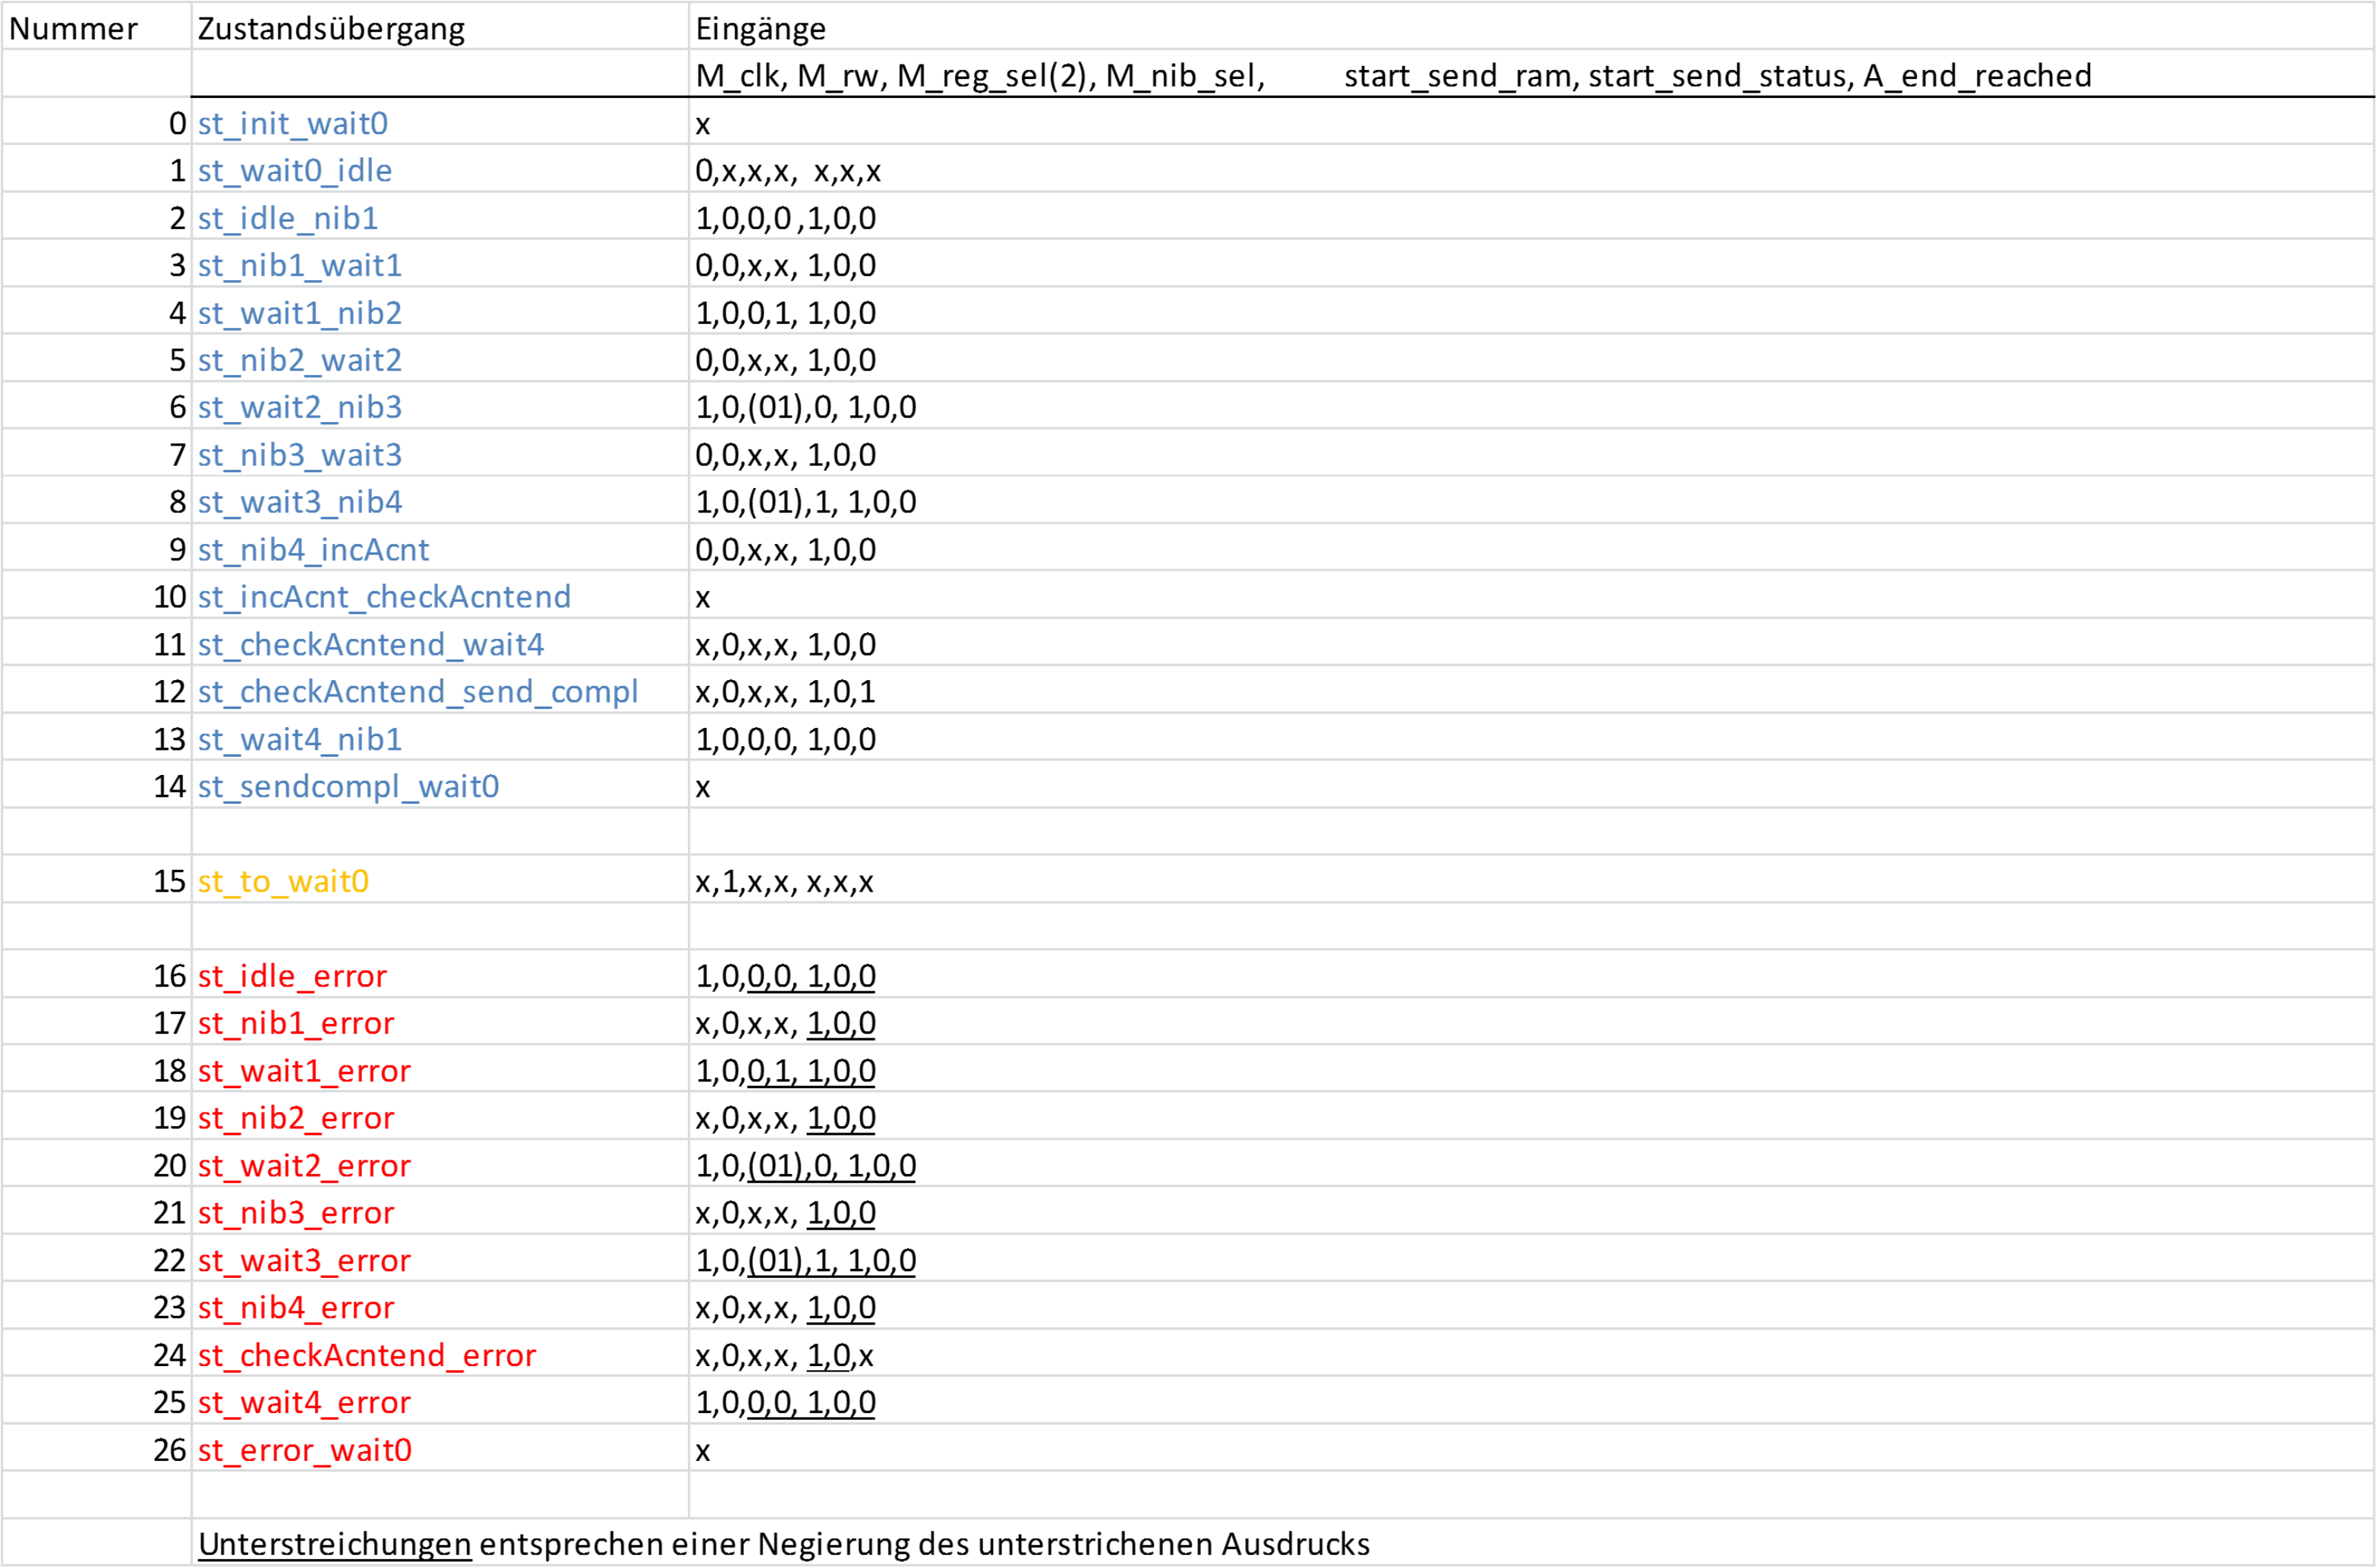 Nummer Zustandsübergang Eingänge
M_clk, M_rw, M_reg_sel(2), M_nib_sel, start_send_ram, start_send_status, A_end_reached
0 st_init_wait0 x
1 st_wait0_idle 0,x,x,x, x,x,x
2 st_idle_nib1 1,0,0,0 ,1,0,0
3 st_nib1_wait1 0,0,x,x, 1,0,0
4 st_wait1_nib2 1,0,0,1, 1,0,0
5 st_nib2_wait2 0,0,x,x, 1,0,0
6 st_wait2_nib3 1,0,(01),0, 1,0,0
7 st_nib3_wait3 0,0,x,x, 1,0,0
8 st_wait3_nib4 1,0,(01),1, 1,0,0
9 st_nib4_incAcnt 0,0,x,x, 1,0,0
10 st_incAcnt_checkAcntend x
11 st_checkAcntend_wait4 x,0,x,x, 1,0,0
12 st_checkAcntend_send_compl x,0,x,x, 1,0,1
13 st_wait4_nib1 1,0,0,0, 1,0,0
14 st_sendcompl_wait0 x
15 st_to_wait0 x,1,x,x, x,x,x
16 st_idle_error 1,0,0,0, 1,0,0
17 st_nib1_error x,0,x,x, 1,0,0
18 st_wait1_error 1,0,0,1, 1,0,0
19 st_nib2_error x,0,x,x, 1,0,0
20 st_wait2_error 1,0,(01),0, 1,0,0
21 st_nib3_error x,0,x,x, 1,0,0
22 st_wait3_error 1,0,(01),1, 1,0,0
23 st_nib4_error x,0,x,x, 1,0,0
24 st_checkAcntend_error x,0,x,x, 1,0,x
25 st_wait4_error 1,0,0,0, 1,0,0
26 st_error_wait0 x
Unterstreichungen entsprechen einer Negierung des unterstrichenen Ausdrucks